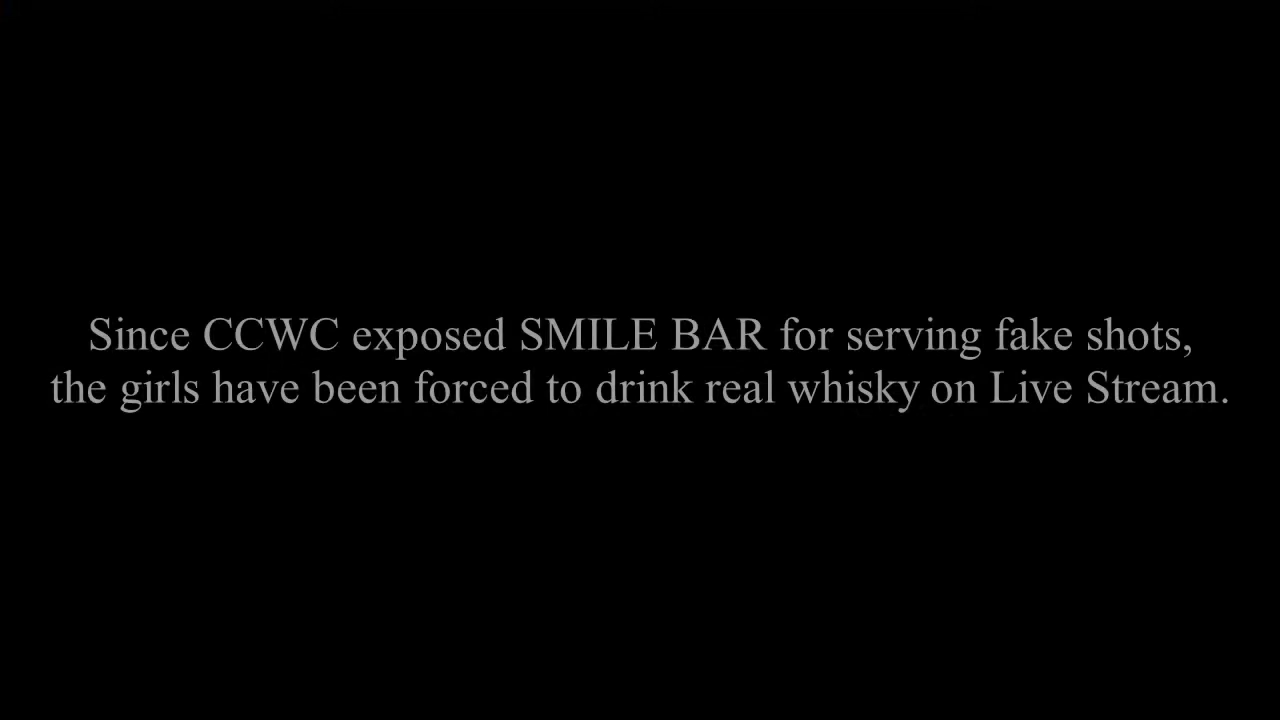 Since CCWC exposed SMILE BAR for serving fake shots,
the girls have been forced to drink real whisky on Live Stream.